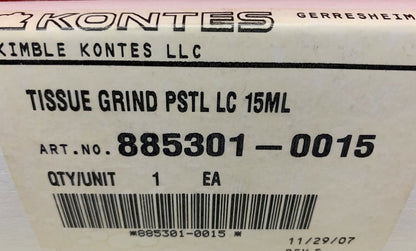 KONTES GERRESHEIM
KIMBLE KONTES LLC
TISSUE GRIND PSTL LC 15ML
ART.NO. 885301-0015
QTY/UNIT 1 EA
*885301-0015 *
11/29/07